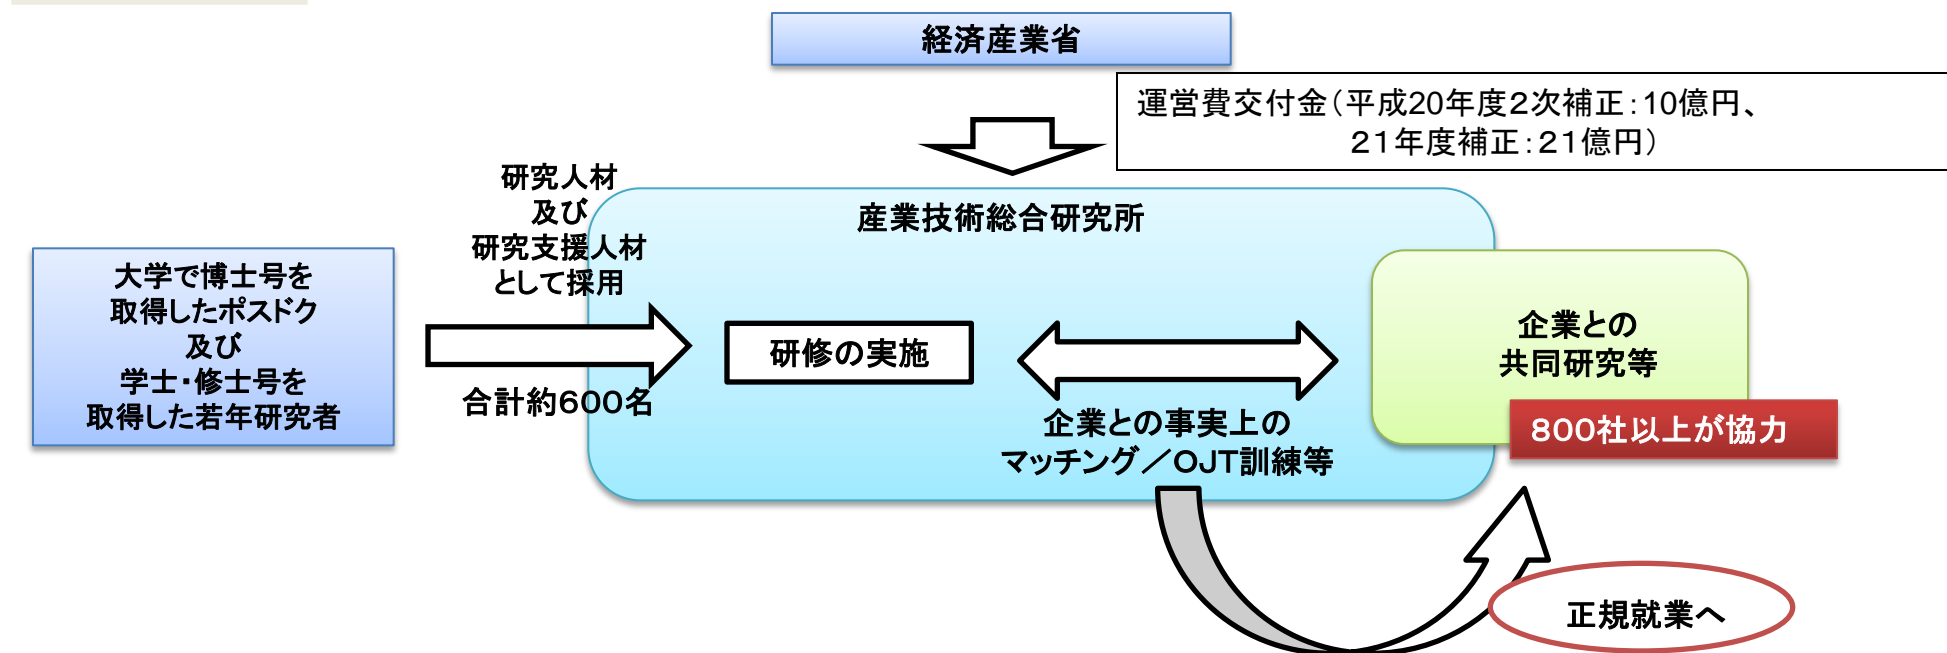 経済産業省
運営費交付金（平成20年度２次補正：10億円、
２１年度補正：２１億円）
研究人材
及び
研究支援人材
として採用
産業技術総合研究所
大学で博士号を
取得したポスドク
及び
学士・修士号を
取得した若年研究者
合計約６００名
研修の実施
企業との事実上の
マッチング／ＯＪＴ訓練等
企業との
共同研究等
８００社以上が協力
正規就業へ